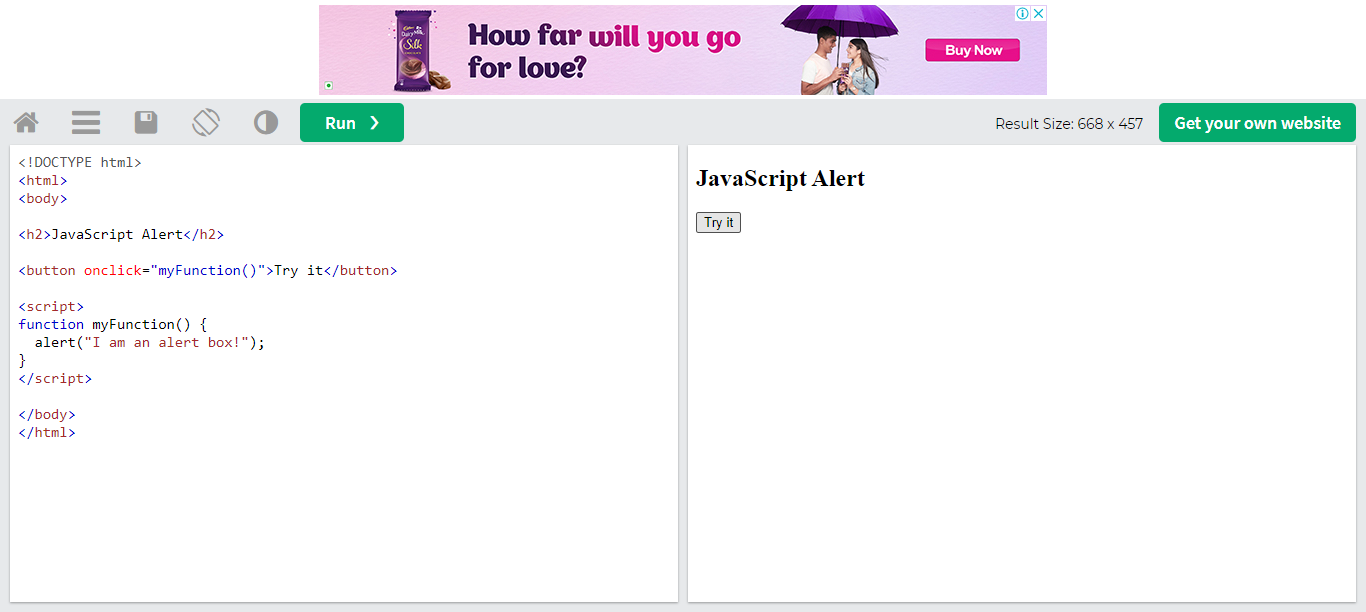 How far will you go
for love?
Cadbury
Dairy Milk
Silk
Buy Now
Run ❯
Result Size: 668 x 457
Get your own website
<!DOCTYPE html>
<html>
<body>
<h2>JavaScript Alert</h2>
<button onclick="myFunction()">Try it</button>
<script>
function myFunction() {
  alert("I am an alert box!");
}
</script>
</body>
</html>
JavaScript Alert
Try it